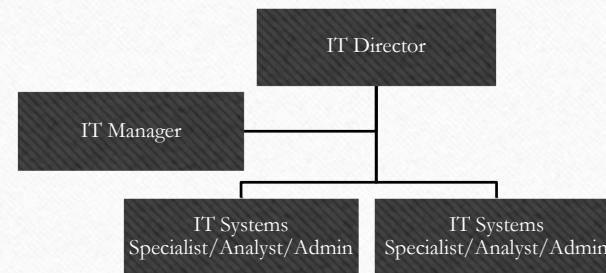 IT Director
IT Manager
IT Systems
Specialist/Analyst/Admin
IT Systems
Specialist/Analyst/Admin